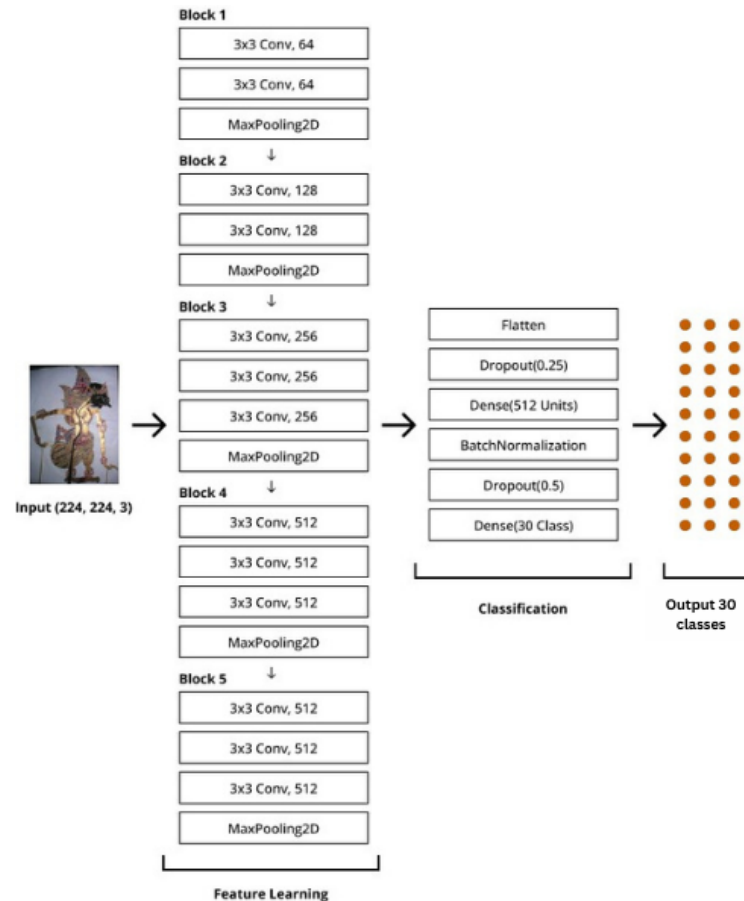 Block 1
3x3 Conv, 64
3x3 Conv, 64
MaxPooling2D
↓
Block 2
3x3 Conv, 128
3x3 Conv, 128
MaxPooling2D
↓
Block 3
3x3 Conv, 256
3x3 Conv, 256
3x3 Conv, 256
MaxPooling2D
↓
Block 4
3x3 Conv, 512
3x3 Conv, 512
3x3 Conv, 512
MaxPooling2D
↓
Block 5
3x3 Conv, 512
3x3 Conv, 512
3x3 Conv, 512
MaxPooling2D
Feature Learning
Input (224, 224, 3)
Flatten
Dropout(0.25)
Dense(512 Units)
BatchNormalization
Dropout(0.5)
Dense(30 Class)
Classification
Output 30
classes